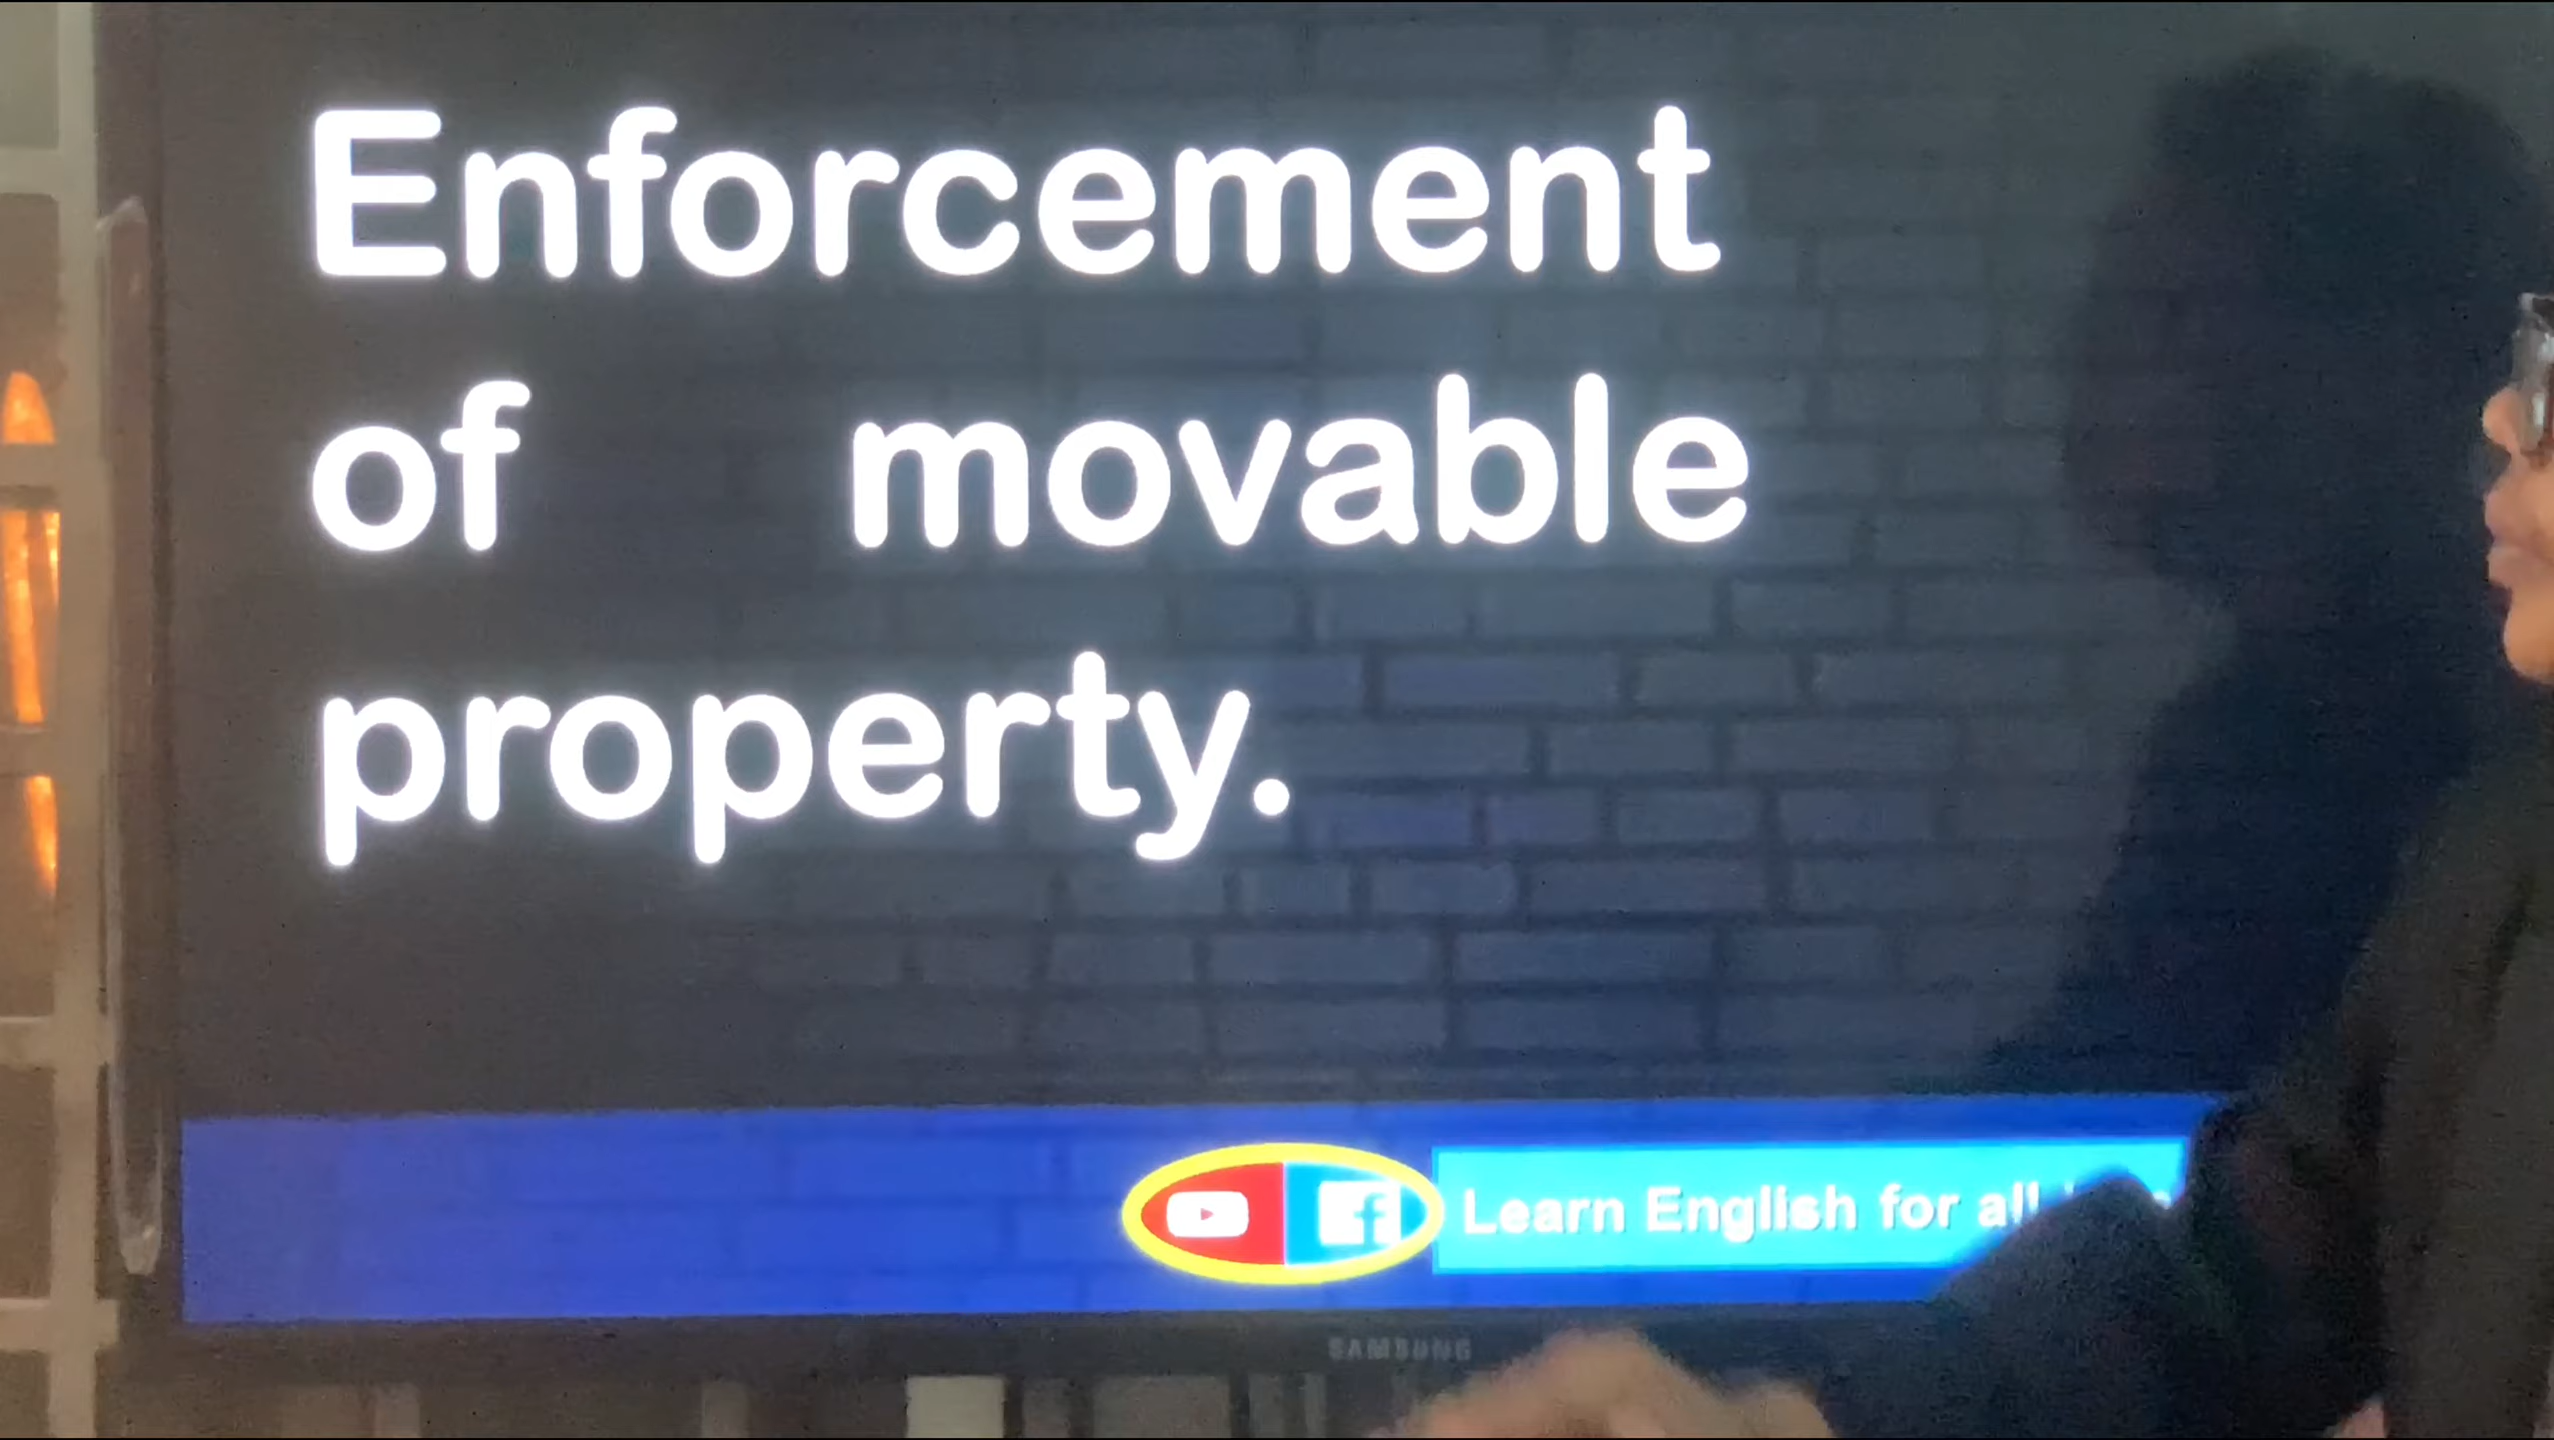 Enforcement
of movable
property.
Learn English for all
SAMSUNG